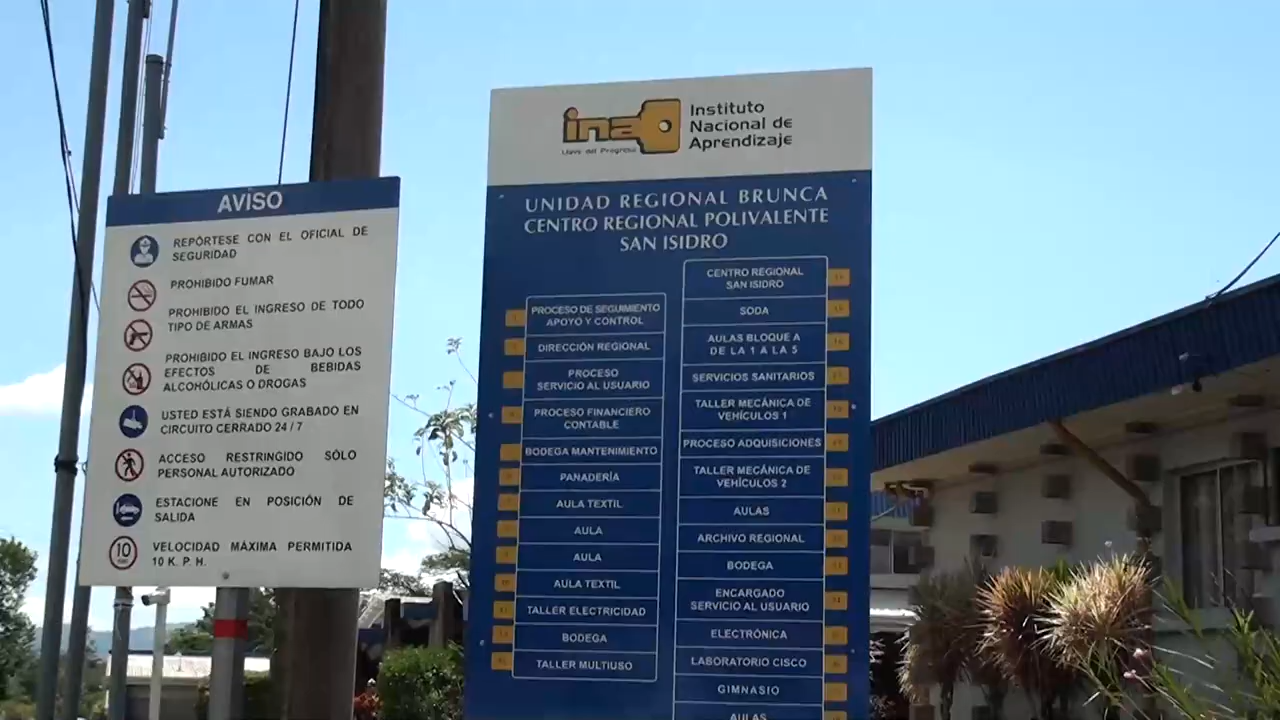 AVISO
REPÓRTESE CON EL OFICIAL DE
SEGURIDAD
PROHIBIDO FUMAR
PROHIBIDO EL INGRESO DE TODO
TIPO DE ARMAS
PROHIBIDO EL INGRESO BAJO LOS
EFECTOS DE BEBIDAS
ALCOHÓLICAS O DROGAS
USTED ESTÁ SIENDO GRABADO EN
CIRCUITO CERRADO 24 / 7
ACCESO RESTRINGIDO SÓLO
PERSONAL AUTORIZADO
ESTACIONE EN POSICIÓN DE
SALIDA
10
VELOCIDAD MÁXIMA PERMITIDA
10 K. P. H.
ina
Llave del Progreso
Instituto
Nacional de
Aprendizaje
UNIDAD REGIONAL BRUNCA
CENTRO REGIONAL POLIVALENTE
SAN ISIDRO
PROCESO DE SEGUIMIENTO
APOYO Y CONTROL
DIRECCIÓN REGIONAL
PROCESO
SERVICIO AL USUARIO
PROCESO FINANCIERO
CONTABLE
BODEGA MANTENIMIENTO
PANADERÍA
AULA TEXTIL
AULA
AULA
AULA TEXTIL
TALLER ELECTRICIDAD
BODEGA
TALLER MULTIUSO
CENTRO REGIONAL
SAN ISIDRO
SODA
AULAS BLOQUE A
DE LA 1 A LA 5
SERVICIOS SANITARIOS
TALLER MECÁNICA DE
VEHÍCULOS 1
PROCESO ADQUISICIONES
TALLER MECÁNICA DE
VEHÍCULOS 2
AULAS
ARCHIVO REGIONAL
BODEGA
ENCARGADO
SERVICIO AL USUARIO
ELECTRÓNICA
LABORATORIO CISCO
GIMNASIO
AULAS